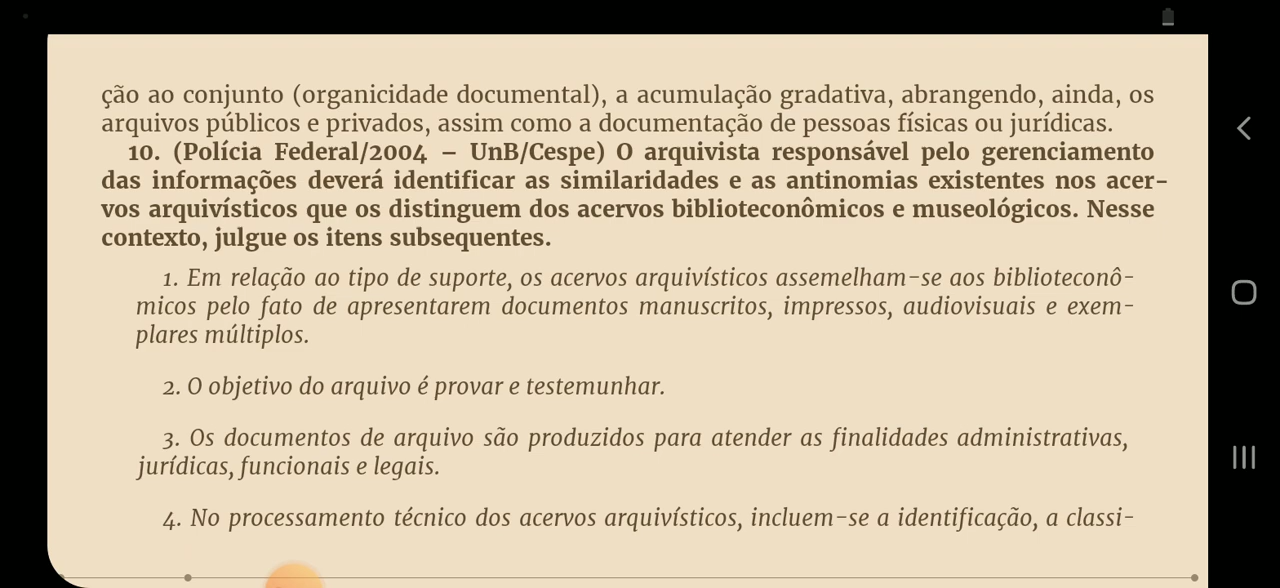 ção ao conjunto (organicidade documental), a acumulação gradativa, abrangendo, ainda, os
arquivos públicos e privados, assim como a documentação de pessoas físicas ou jurídicas.
10. (Polícia Federal/2004 – UnB/Cespe) O arquivista responsável pelo gerenciamento
das informações deverá identificar as similaridades e as antinomias existentes nos acer-
vos arquivísticos que os distinguem dos acervos biblioteconômicos e museológicos. Nesse
contexto, julgue os itens subsequentes.
1. Em relação ao tipo de suporte, os acervos arquivísticos assemelham-se aos biblioteconô-
micos pelo fato de apresentarem documentos manuscritos, impressos, audiovisuais e exem-
plares múltiplos.
2. O objetivo do arquivo é provar e testemunhar.
3. Os documentos de arquivo são produzidos para atender as finalidades administrativas,
jurídicas, funcionais e legais.
4. No processamento técnico dos acervos arquivísticos, incluem-se a identificação, a classi-